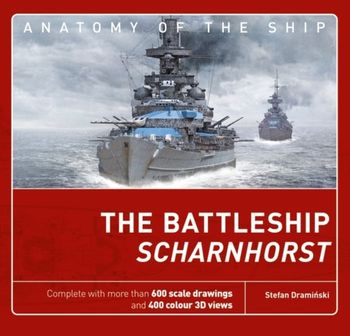 ANATOMY OF THE SHIP
THE BATTLESHIP
SCHARNHORST
Complete with more than 600 scale drawings
and 400 colour 3D views
Stefan Dramiński